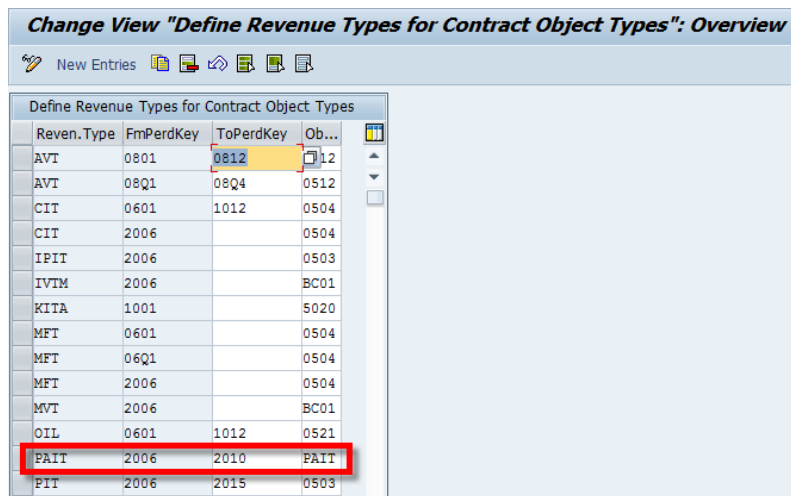 Change View "Define Revenue Types for Contract Object Types": Overview
New Entries
Define Revenue Types for Contract Object Types
Reven.Type FmPerdKey ToPerdKey Ob...
AVT 0801 0812 12
AVT 08Q1 08Q4 0512
CIT 0601 1012 0504
CIT 2006 0504
IPIT 2006 0503
IVTM 2006 BC01
KITA 1001 5020
MFT 0601 0504
MFT 06Q1 0504
MFT 2006 0504
MVT 2006 BC01
OIL 0601 1012 0521
PAIT 2006 2010 PAIT
PIT 2006 2015 0503